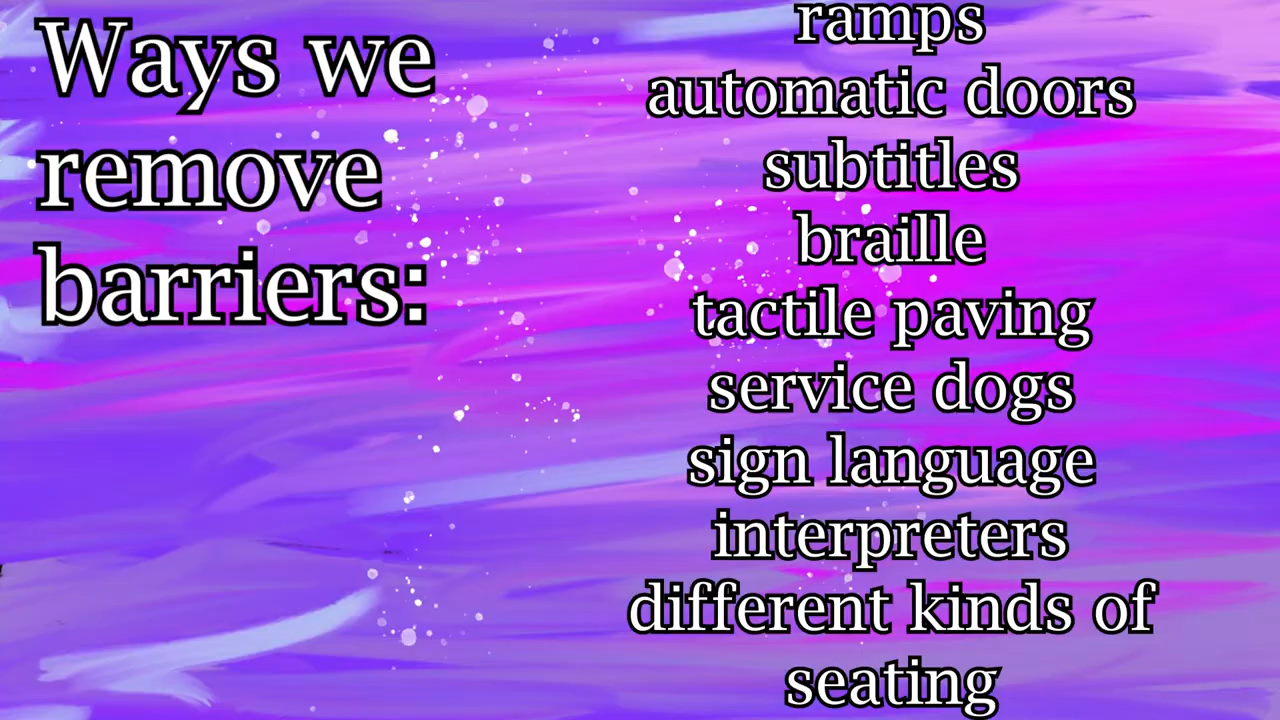 Ways we
remove
barriers:
ramps
automatic doors
subtitles
braille
tactile paving
service dogs
sign language
interpreters
different kinds of
seating